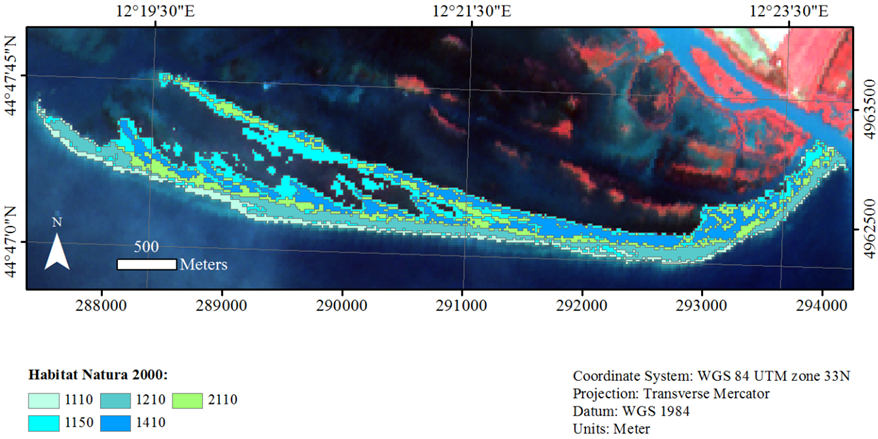 12°19'30"E 12°21'30"E 12°23'30"E
44°47'45"N
4963500
44°47'0"N
4962500
N
500
Meters
288000 289000 290000 291000 292000 293000 294000
Habitat Natura 2000:
1110 1210 2110
1150 1410
Coordinate System: WGS 84 UTM zone 33N
Projection: Transverse Mercator
Datum: WGS 1984
Units: Meter